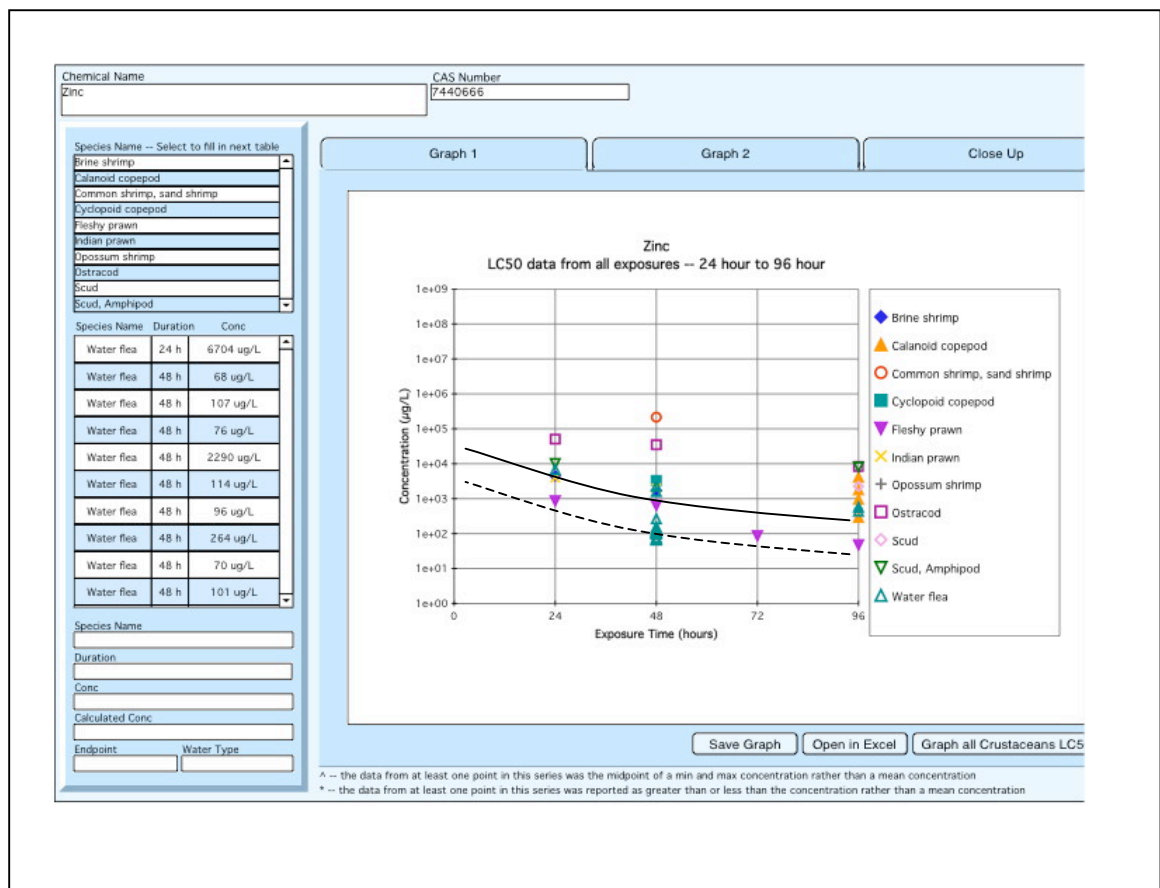 Chemical Name
CAS Number
Zinc
7440666
Species Name -- Select to fill in next table
Brine shrimp
Calanoid copepod
Common shrimp, sand shrimp
Cyclopoid copepod
Fleshy prawn
Indian prawn
Opossum shrimp
Ostracod
Scud
Scud, Amphipod
Species Name Duration Conc
Water flea 24 h 6704 ug/L
Water flea 48 h 68 ug/L
Water flea 48 h 107 ug/L
Water flea 48 h 76 ug/L
Water flea 48 h 2290 ug/L
Water flea 48 h 114 ug/L
Water flea 48 h 96 ug/L
Water flea 48 h 264 ug/L
Water flea 48 h 70 ug/L
Water flea 48 h 101 ug/L
Species Name
Duration
Conc
Calculated Conc
Endpoint Water Type
Graph 1 Graph 2 Close Up
Zinc
LC50 data from all exposures -- 24 hour to 96 hour
Concentration (µg/L)
1e+09
1e+08
1e+07
1e+06
1e+05
1e+04
1e+03
1e+02
1e+01
1e+00
0 24 48 72 96
Exposure Time (hours)
Brine shrimp
Calanoid copepod
Common shrimp, sand shrimp
Cyclopoid copepod
Fleshy prawn
Indian prawn
Opossum shrimp
Ostracod
Scud
Scud, Amphipod
Water flea
Save Graph Open in Excel Graph all Crustaceans LC5
^ -- the data from at least one point in this series was the midpoint of a min and max concentration rather than a mean concentration
* -- the data from at least one point in this series was reported as greater than or less than the concentration rather than a mean concentration